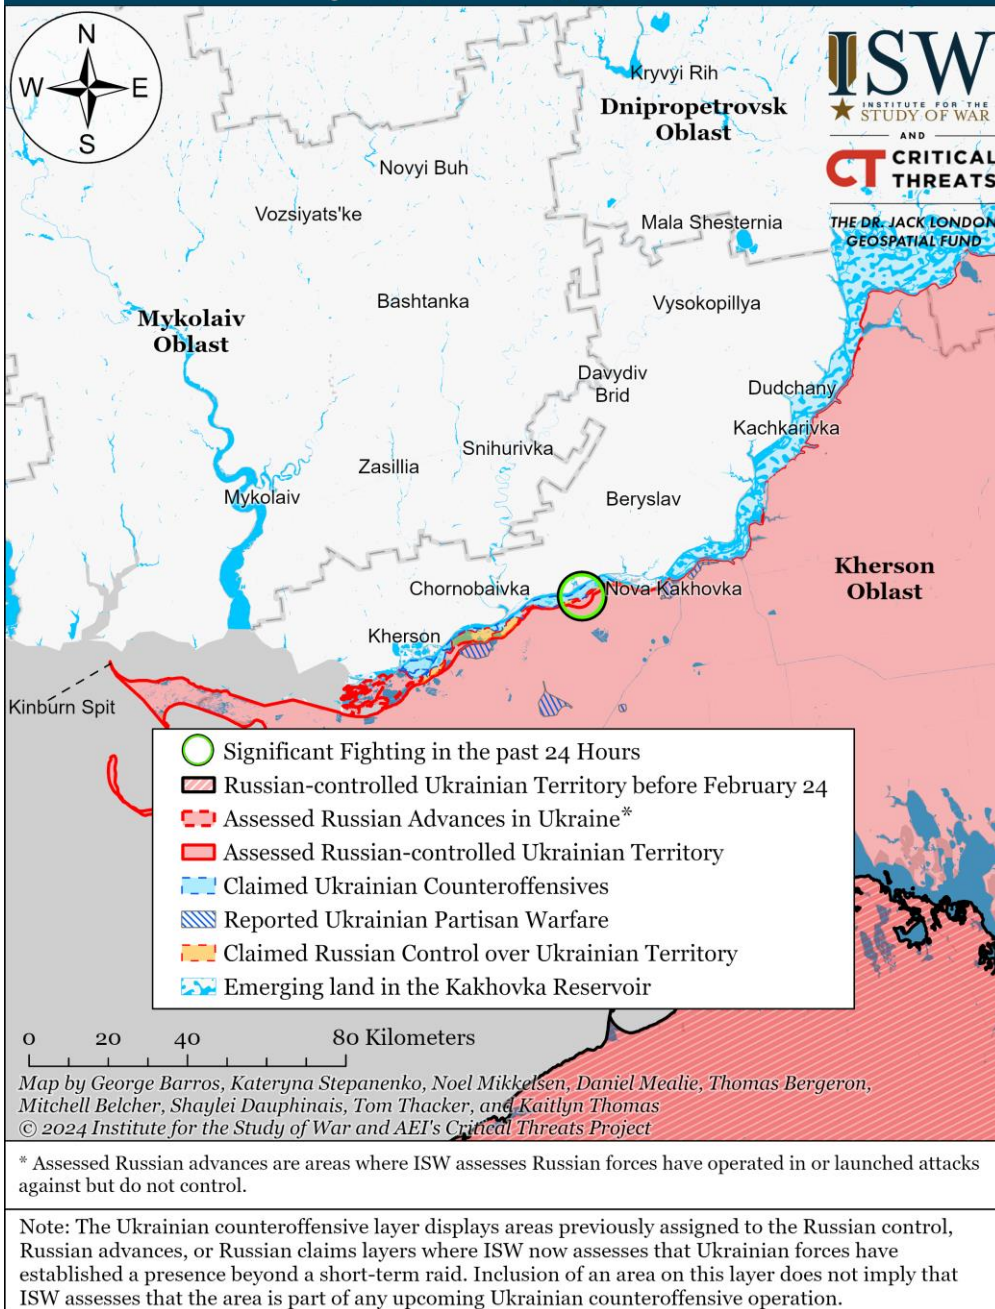 N
W
E
S
ISW
INSTITUTE FOR THE
STUDY OF WAR
AND
CT CRITICAL
THREATS
THE DR. JACK LONDON
GEOSPATIAL FUND
Kryvyi Rih
Dnipropetrovsk
Oblast
Novyi Buh
Vozsiyats'ke
Mala Shesternia
Bashtanka
Vysokopillya
Mykolaiv
Oblast
Davydiv
Brid
Dudchany
Kachkarivka
Snihurivka
Zasillia
Mykolaiv
Beryslav
Kherson
Oblast
Chornobaivka
Nova Kakhovka
Kherson
Kinburn Spit
Significant Fighting in the past 24 Hours
Russian-controlled Ukrainian Territory before February 24
Assessed Russian Advances in Ukraine*
Assessed Russian-controlled Ukrainian Territory
Claimed Ukrainian Counteroffensives
Reported Ukrainian Partisan Warfare
Claimed Russian Control over Ukrainian Territory
Emerging land in the Kakhovka Reservoir
0 20 40 80 Kilometers
Map by George Barros, Kateryna Stepanenko, Noel Mikkelsen, Daniel Mealie, Thomas Bergeron,
Mitchell Belcher, Shaylei Dauphinais, Tom Thacker, and Kaitlyn Thomas
© 2024 Institute for the Study of War and AEI's Critical Threats Project
* Assessed Russian advances are areas where ISW assesses Russian forces have operated in or launched attacks
against but do not control.
Note: The Ukrainian counteroffensive layer displays areas previously assigned to the Russian control,
Russian advances, or Russian claims layers where ISW now assesses that Ukrainian forces have
established a presence beyond a short-term raid. Inclusion of an area on this layer does not imply that
ISW assesses that the area is part of any upcoming Ukrainian counteroffensive operation.